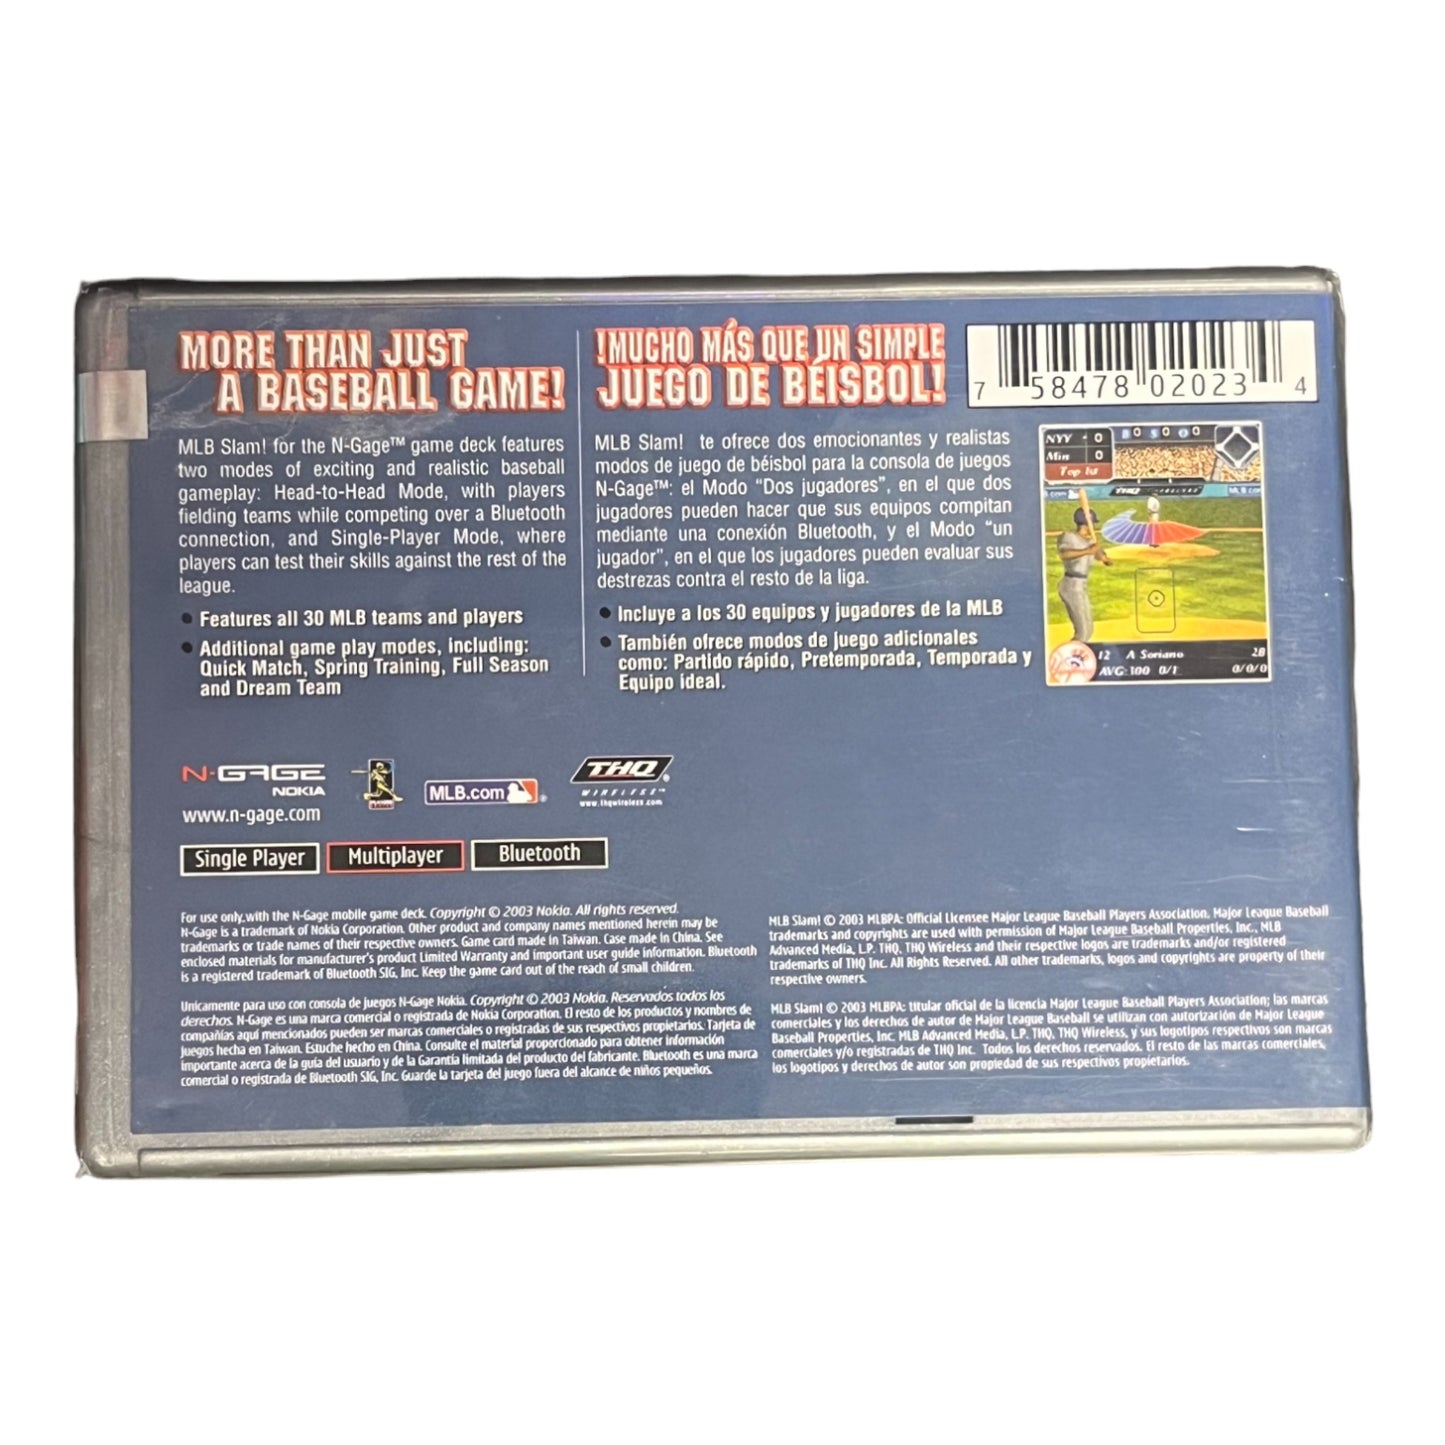 MORE THAN JUST
A BASEBALL GAME!
MLB Slam! for the N-Gage™ game deck features
two modes of exciting and realistic baseball
gameplay: Head-to-Head Mode, with players
fielding teams while competing over a Bluetooth
connection, and Single-Player Mode, where
players can test their skills against the rest of the
league.
• Features all 30 MLB teams and players
• Additional game play modes, including:
Quick Match, Spring Training, Full Season
and Dream Team
!MUCHO MÁS QUE UN SIMPLE
JUEGO DE BÉISBOL!
MLB Slam! te ofrece dos emocionantes y realistas
modos de juego de béisbol para la consola de juegos
N-Gage™: el Modo "Dos jugadores", en el que dos
jugadores pueden hacer que sus equipos compitan
mediante una conexión Bluetooth, y el Modo "un
jugador", en el que los jugadores pueden evaluar sus
destrezas contra el resto de la liga.
• Incluye a los 30 equipos y jugadores de la MLB
• También ofrece modos de juego adicionales
como: Partido rápido, Pretemporada, Temporada y
Equipo ideal.
7 58478 02023 4
NYY 0 B 0 S 0 O 0
Min 0
Top 1st
THQ
12 A Soriano 2B
AVG: 300 0/1 0/0/0
N-GAGE
NOKIA
www.n-gage.com
MLB.com
THQ
WIRELESS™
www.thqwireless.com
Single Player
Multiplayer
Bluetooth
For use only with the N-Gage mobile game deck. Copyright © 2003 Nokia. All rights reserved.
N-Gage is a trademark of Nokia Corporation. Other product and company names mentioned herein may be
trademarks or trade names of their respective owners. Game card made in Taiwan. Case made in China. See
enclosed materials for manufacturer's product Limited Warranty and important user guide information. Bluetooth
is a registered trademark of Bluetooth SIG, Inc. Keep the game card out of the reach of small children.
Unicamente para uso con consola de juegos N-Gage Nokia. Copyright © 2003 Nokia. Reservados todos los
derechos. N-Gage es una marca comercial o registrada de Nokia Corporation. El resto de los productos y nombres de
compañías aquí mencionados pueden ser marcas comerciales o registradas de sus respectivos propietarios. Tarjeta de
juegos hecha en Taiwan. Estuche hecho en China. Consulte el material proporcionado para obtener información
importante acerca de la guía del usuario y de la Garantía limitada del producto del fabricante. Bluetooth es una marca
comercial o registrada de Bluetooth SIG, Inc. Guarde la tarjeta del juego fuera del alcance de niños pequeños.
MLB Slam! © 2003 MLBPA: Official Licensee Major League Baseball Players Association. Major League Baseball
trademarks and copyrights are used with permission of Major League Baseball Properties, Inc., MLB
Advanced Media, L.P. THQ, THQ Wireless and their respective logos are trademarks and/or registered
trademarks of THQ Inc. All Rights Reserved. All other trademarks, logos and copyrights are property of their
respective owners.
MLB Slam! © 2003 MLBPA: titular oficial de la licencia Major League Baseball Players Association; las marcas
comerciales y los derechos de autor de Major League Baseball se utilizan con autorización de Major League
Baseball Properties, Inc. MLB Advanced Media, L.P. THQ, THQ Wireless, y sus logotipos respectivos son marcas
comerciales y/o registradas de THQ Inc. Todos los derechos reservados. El resto de las marcas comerciales,
los logotipos y derechos de autor son propiedad de sus respectivos propietarios.